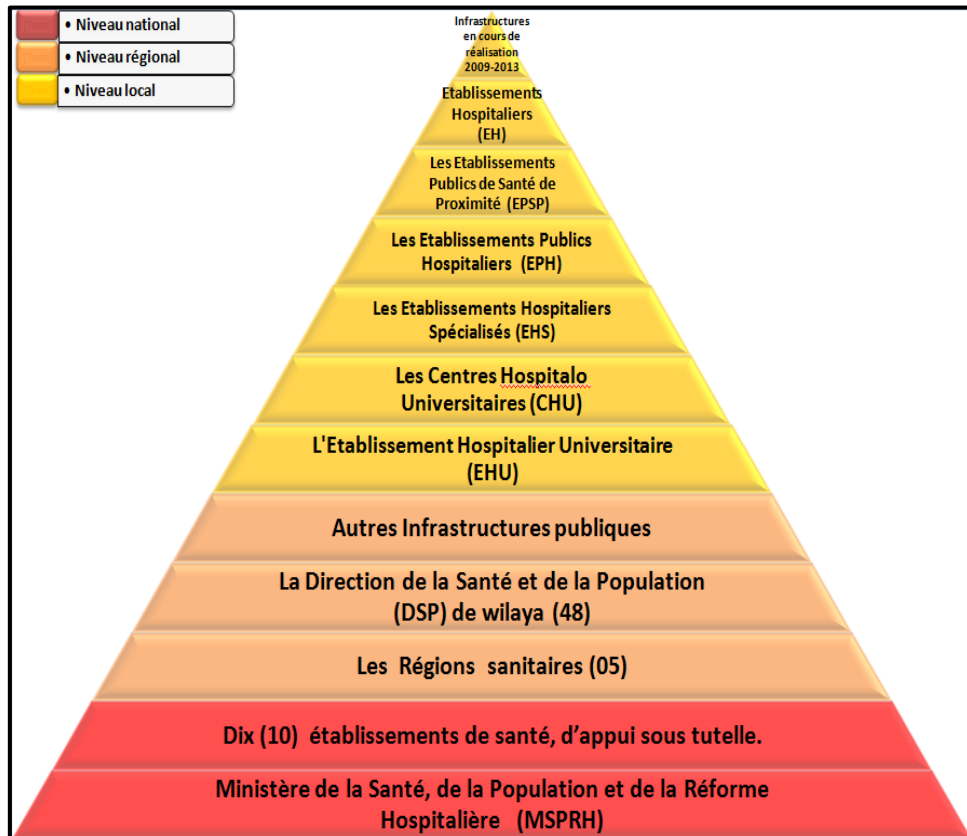 • Niveau national
• Niveau régional
• Niveau local
Infrastructures
en cours de
réalisation
2009-2013
Etablissements
Hospitaliers
(EH)
Les Etablissements
Publics de Santé de
Proximité (EPSP)
Les Etablissements Publics
Hospitaliers (EPH)
Les Etablissements Hospitaliers
Spécialisés (EHS)
Les Centres Hospitalo
Universitaires (CHU)
L'Etablissement Hospitalier Universitaire
(EHU)
Autres Infrastructures publiques
La Direction de la Santé et de la Population
(DSP) de wilaya (48)
Les Régions sanitaires (05)
Dix (10) établissements de santé, d’appui sous tutelle.
Ministère de la Santé, de la Population et de la Réforme
Hospitalière (MSPRH)